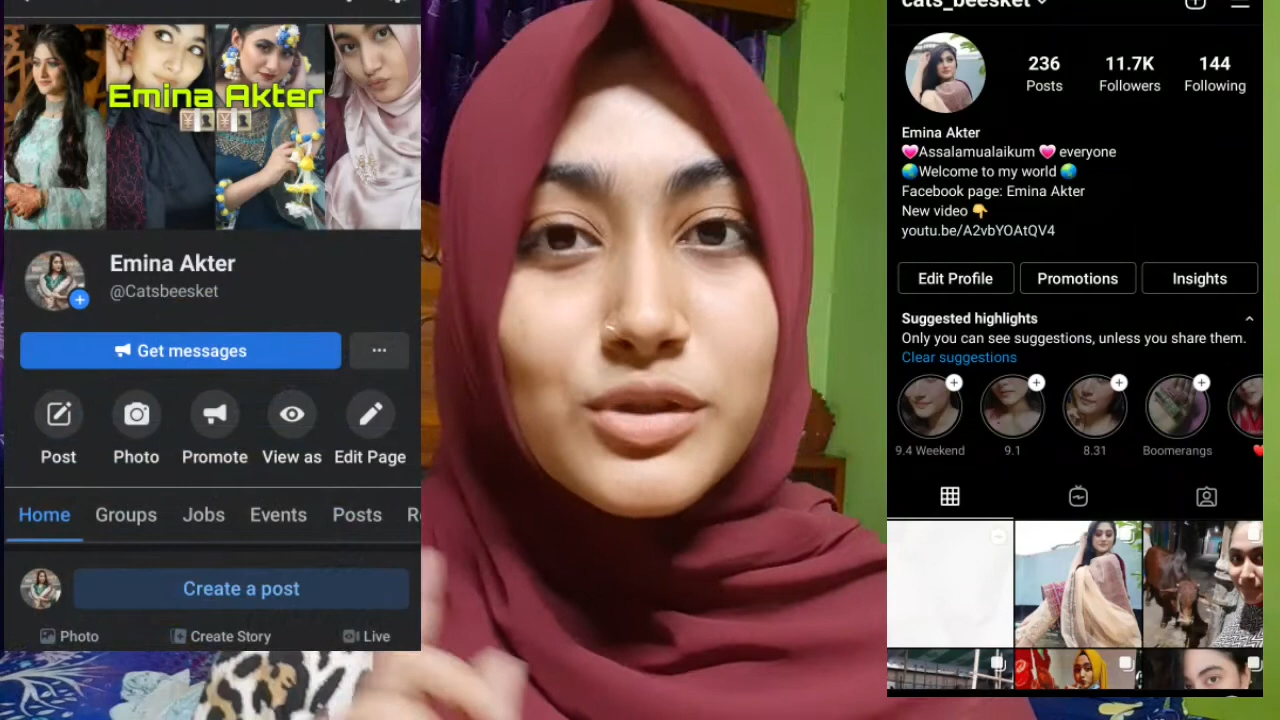 Emina Akter
Emina Akter
@Catsbeesket
Get messages
Post Photo Promote View as Edit Page
Home Groups Jobs Events Posts R
Create a post
Photo Create Story Live
cats_beesket
236 11.7K 144
Posts Followers Following
Emina Akter
💗Assalamualaikum 💗 everyone
🌏Welcome to my world 🌏
Facebook page: Emina Akter
New video 👇
youtu.be/A2vbYOAtQV4
Edit Profile Promotions Insights
Suggested highlights
Only you can see suggestions, unless you share them.
Clear suggestions
9.4 Weekend 9.1 8.31 Boomerangs